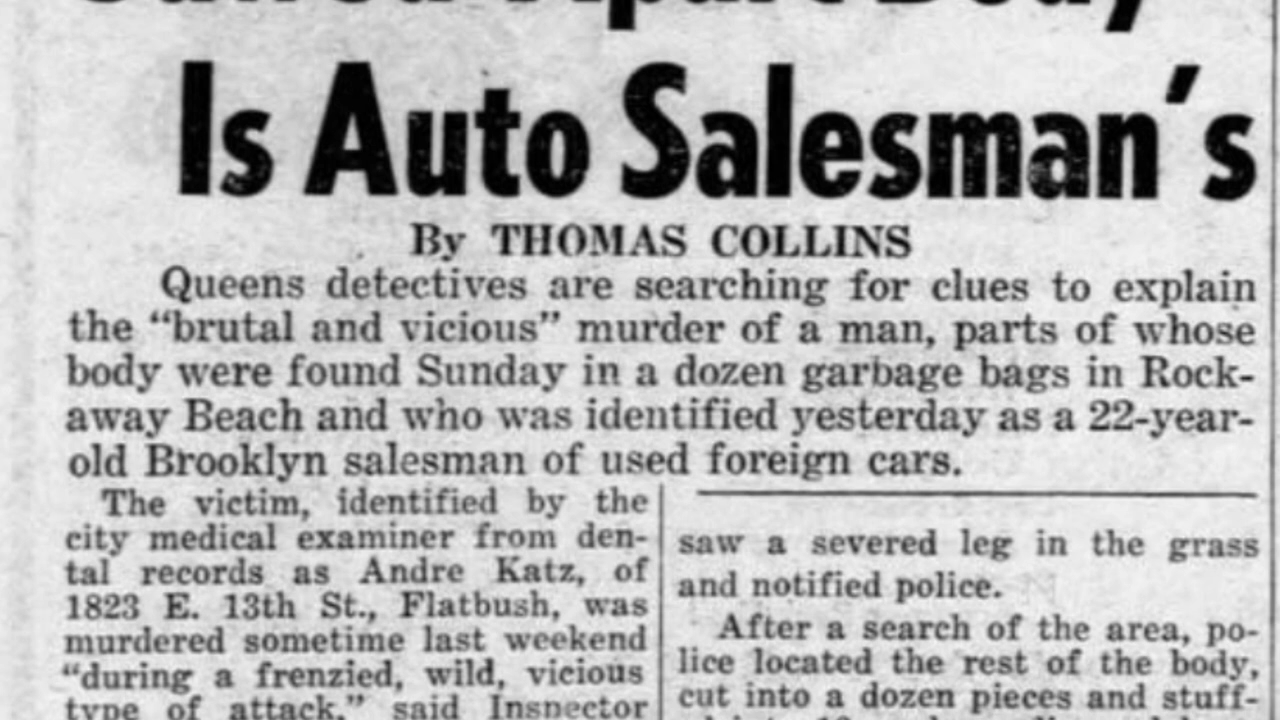 Is Auto Salesman's
By THOMAS COLLINS
Queens detectives are searching for clues to explain
the "brutal and vicious" murder of a man, parts of whose
body were found Sunday in a dozen garbage bags in Rock-
away Beach and who was identified yesterday as a 22-year-
old Brooklyn salesman of used foreign cars.
The victim, identified by the
city medical examiner from den-
tal records as Andre Katz, of
1823 E. 13th St., Flatbush, was
murdered sometime last weekend
"during a frenzied, wild, vicious
type of attack," said Inspector
saw a severed leg in the grass
and notified police.
After a search of the area, po-
lice located the rest of the body,
cut into a dozen pieces and stuff-